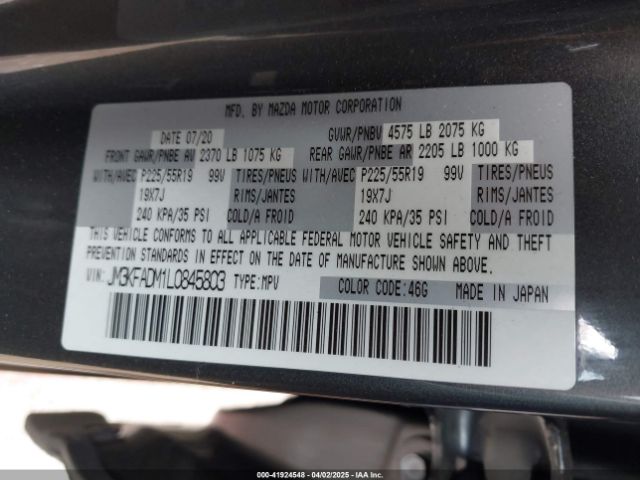 MFD. BY MAZDA MOTOR CORPORATION
DATE 07/20 GVWR/PNBV 4575 LB 2075 KG
FRONT GAWR/PNBE AV 2370 LB 1075 KG REAR GAWR/PNBE AR 2205 LB 1000 KG
WITH/AVEC P225/55R19 99V TIRES/PNEUS WITH/AVEC P225/55R19 99V TIRES/PNEUS
19X7J RIMS/JANTES 19X7J RIMS/JANTES
240 KPA/35 PSI COLD/A FROID 240 KPA/35 PSI COLD/A FROID
THIS VEHICLE CONFORMS TO ALL APPLICABLE FEDERAL MOTOR VEHICLE SAFETY AND THEFT
PREVENTION STANDARDS IN EFFECT ON THE DATE OF MANUFACTURE SHOWN ABOVE.
VIN: JM3KFADM1L0845803 TYPE:MPV COLOR CODE:46G MADE IN JAPAN
000-41924548 - 04/02/2025 - IAA Inc.